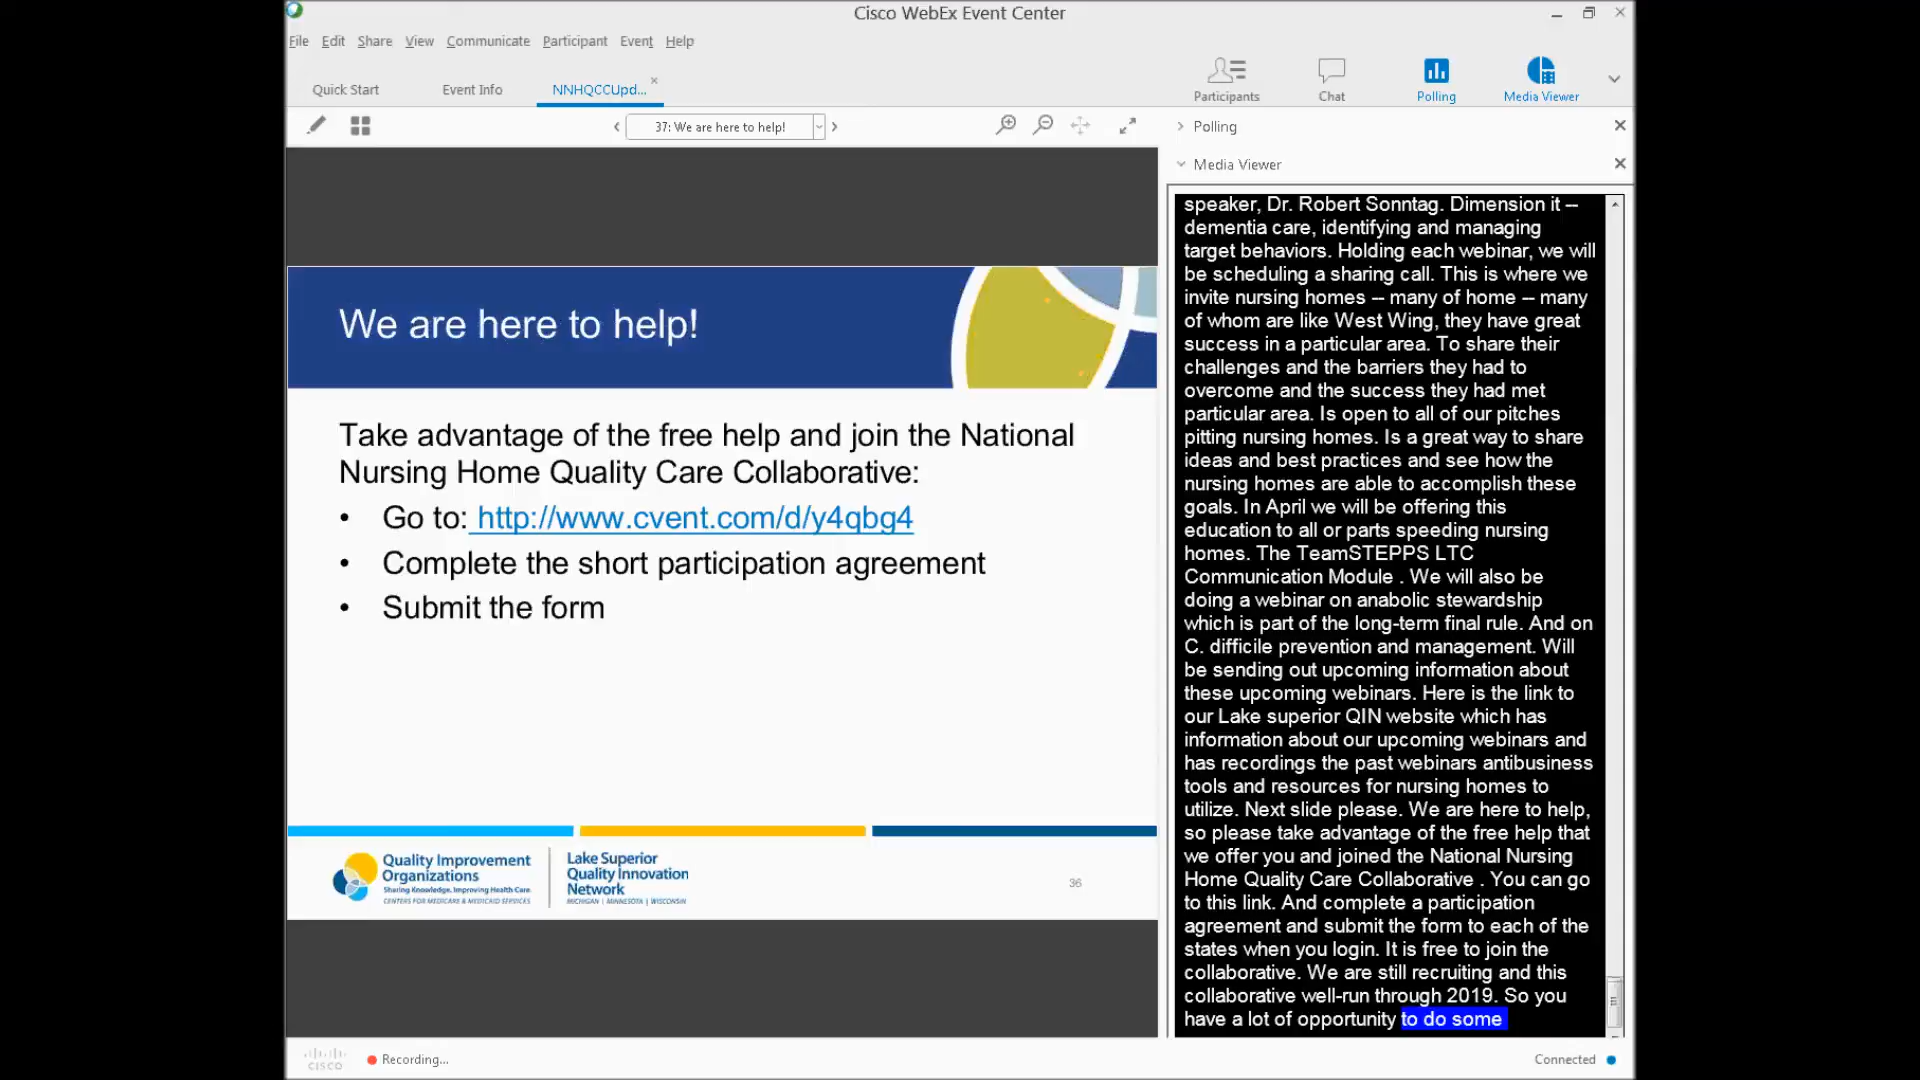 Cisco WebEx Event Center
File Edit Share View Communicate Participant Event Help
Quick Start Event Info NNHQCCUpd...
Participants Chat Polling Media Viewer
37: We are here to help!
Polling
Media Viewer
We are here to help!
Take advantage of the free help and join the National
Nursing Home Quality Care Collaborative:
• Go to: http://www.cvent.com/d/y4qbg4
• Complete the short participation agreement
• Submit the form
Quality Improvement
Organizations
Sharing Knowledge. Improving Health Care.
CENTERS FOR MEDICARE & MEDICAID SERVICES
Lake Superior
Quality Innovation
Network
MICHIGAN | MINNESOTA | WISCONSIN
36
speaker, Dr. Robert Sonntag. Dimension it --
dementia care, identifying and managing
target behaviors. Holding each webinar, we will
be scheduling a sharing call. This is where we
invite nursing homes -- many of home -- many
of whom are like West Wing, they have great
success in a particular area. To share their
challenges and the barriers they had to
overcome and the success they had met
particular area. Is open to all of our pitches
pitting nursing homes. Is a great way to share
ideas and best practices and see how the
nursing homes are able to accomplish these
goals. In April we will be offering this
education to all or parts speeding nursing
homes. The TeamSTEPPS LTC
Communication Module . We will also be
doing a webinar on anabolic stewardship
which is part of the long-term final rule. And on
C. difficile prevention and management. Will
be sending out upcoming information about
these upcoming webinars. Here is the link to
our Lake superior QIN website which has
information about our upcoming webinars and
has recordings the past webinars antibusiness
tools and resources for nursing homes to
utilize. Next slide please. We are here to help,
so please take advantage of the free help that
we offer you and joined the National Nursing
Home Quality Care Collaborative . You can go
to this link. And complete a participation
agreement and submit the form to each of the
states when you login. It is free to join the
collaborative. We are still recruiting and this
collaborative well-run through 2019. So you
have a lot of opportunity to do some
CISCO
Recording...
Connected